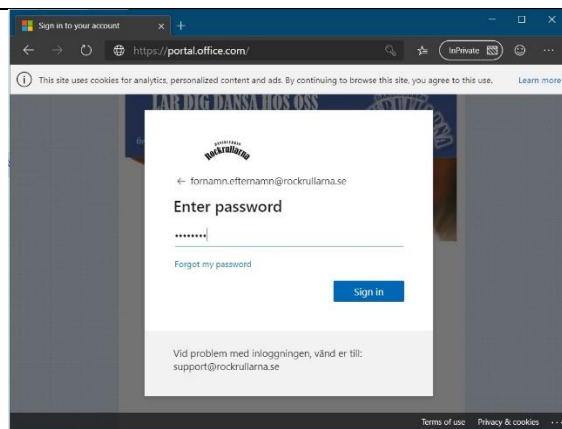 Sign in to your account
https://portal.office.com/
InPrivate
This site uses cookies for analytics, personalized content and ads. By continuing to browse this site, you agree to this use. Learn more
LÄR DIG DANSA HOS OSS
Rockrullarna
← fornamn.efternamn@rockrullarna.se
Enter password
••••••••
Forgot my password
Sign in
Vid problem med inloggningen, vänd er till:
support@rockrullarna.se
Terms of use Privacy & cookies ...